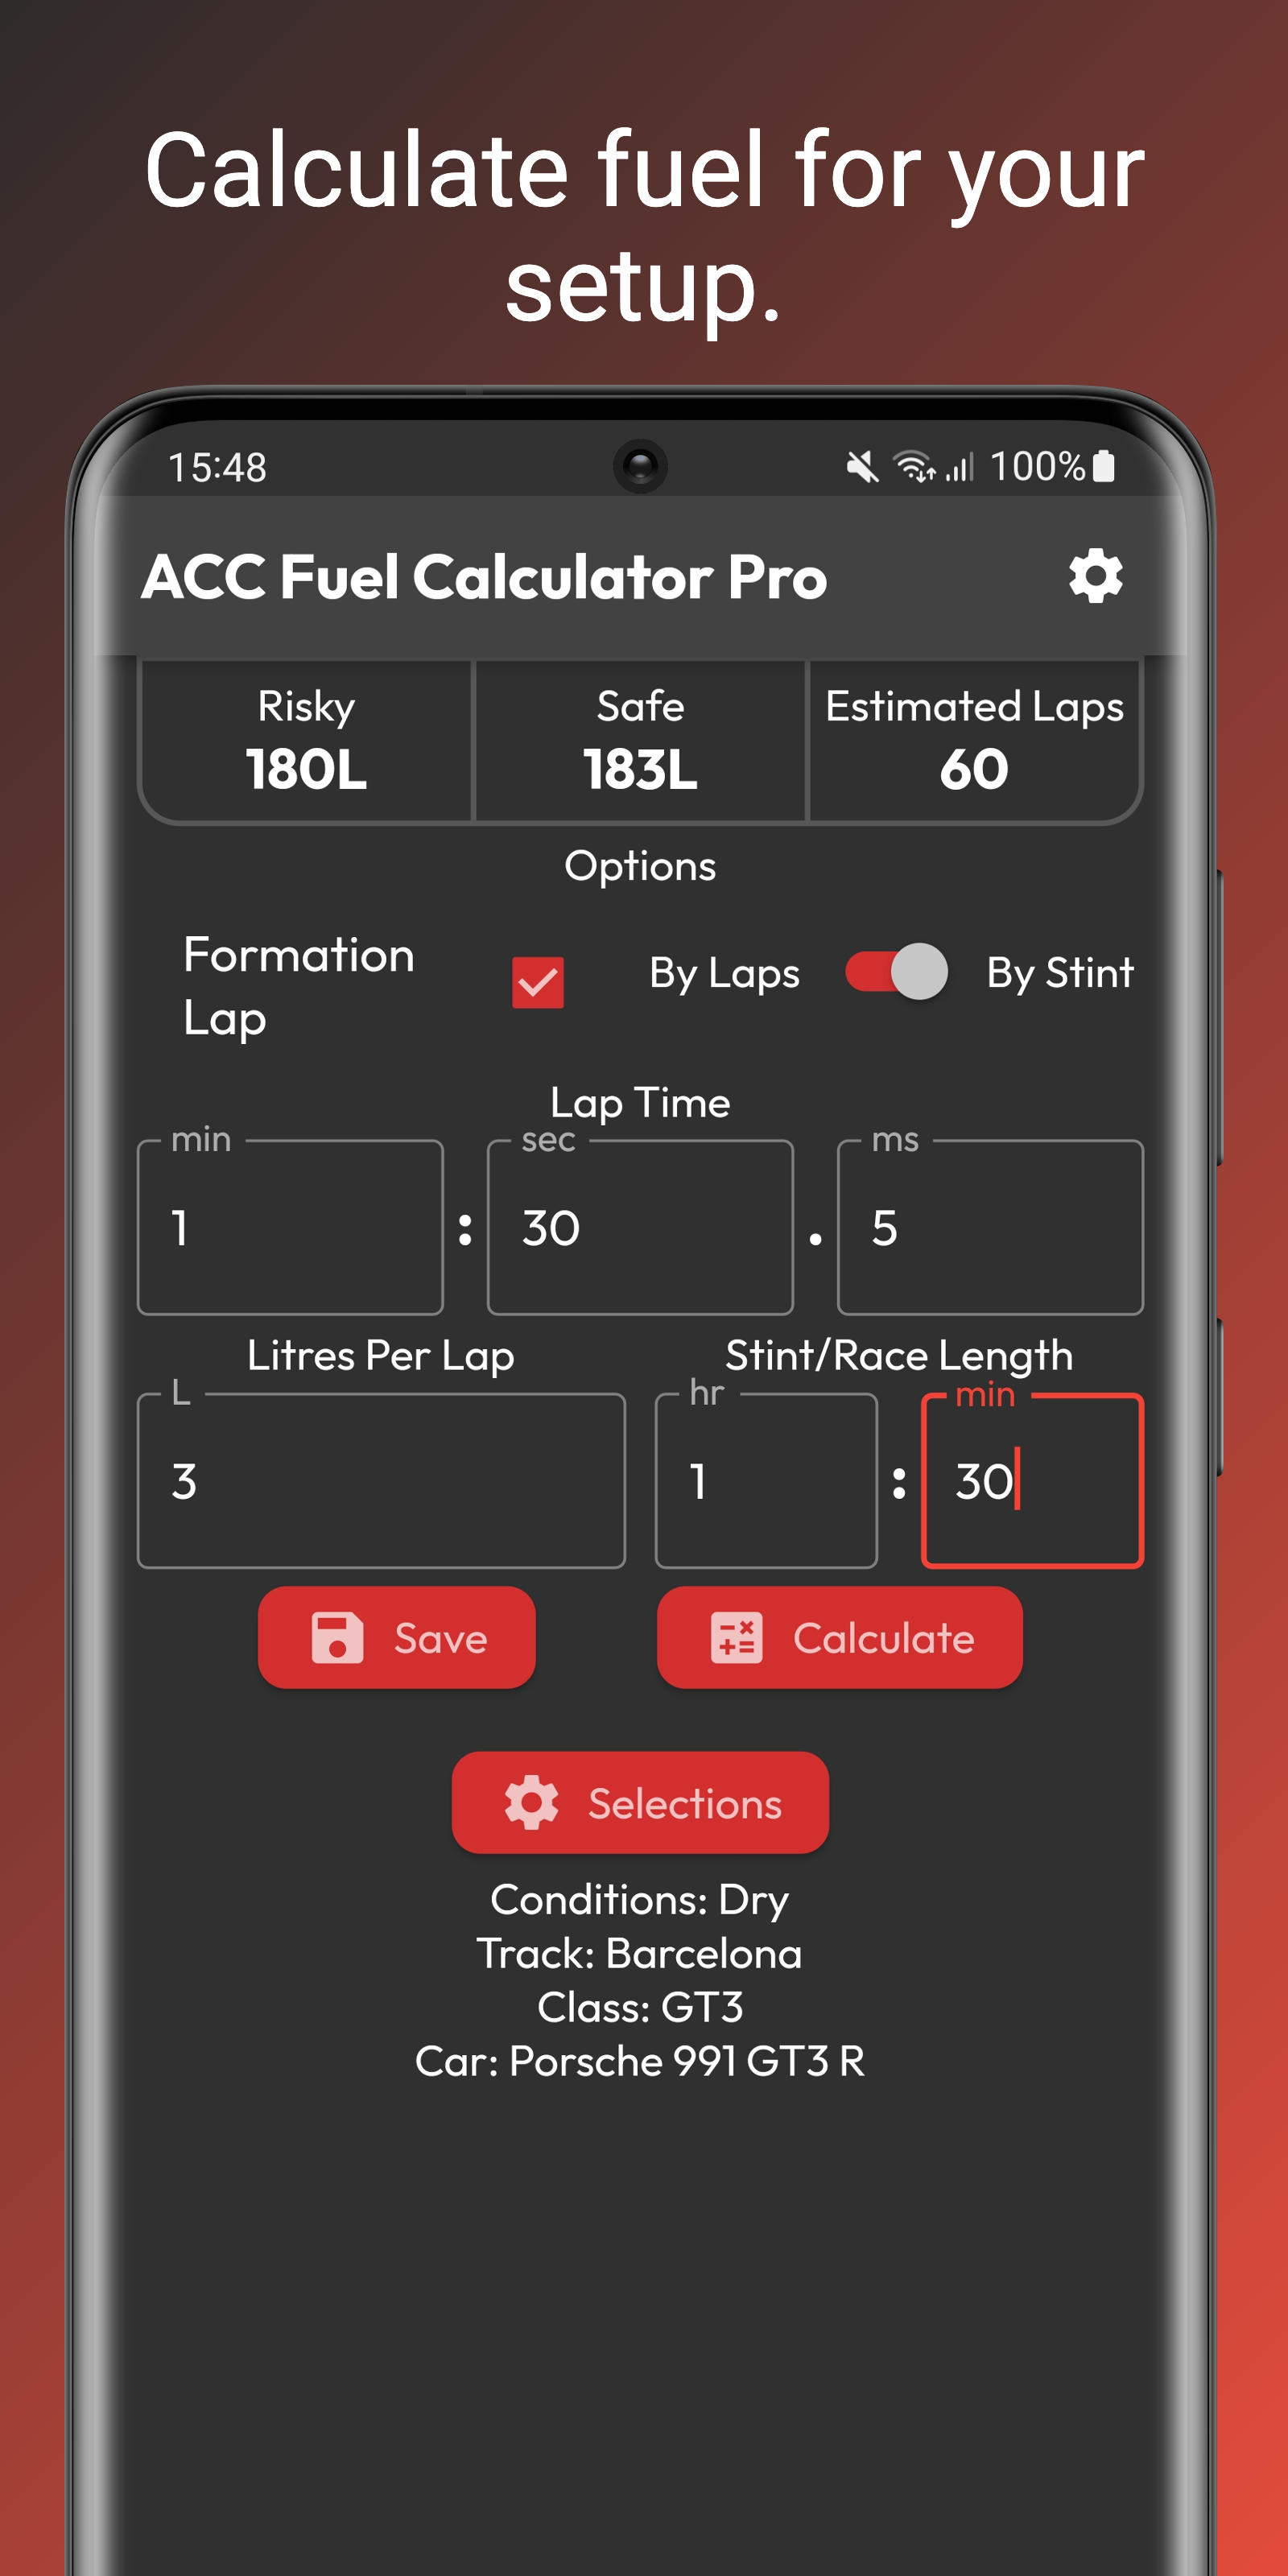 Calculate fuel for your
setup.
15:48
100%
ACC Fuel Calculator Pro
Risky
Safe
Estimated Laps
180L
183L
60
Options
Formation
Lap
By Laps
By Stint
Lap Time
min
sec
ms
1
:
30
.
5
Litres Per Lap
Stint/Race Length
L
hr
min
3
1
:
30
Save
Calculate
Selections
Conditions: Dry
Track: Barcelona
Class: GT3
Car: Porsche 991 GT3 R